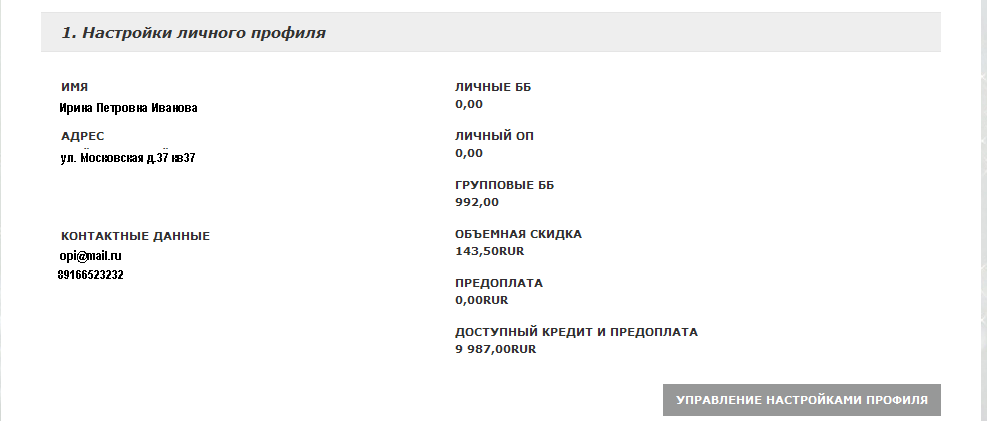 1. Настройки личного профиля
ИМЯ
Ирина Петровна Иванова
АДРЕС
ул. Московская д.37 кв37
КОНТАКТНЫЕ ДАННЫЕ
opi@mail.ru
89166523232
ЛИЧНЫЕ ББ
0,00
ЛИЧНЫЙ ОП
0,00
ГРУППОВЫЕ ББ
992,00
ОБЪЕМНАЯ СКИДКА
143,50RUR
ПРЕДОПЛАТА
0,00RUR
ДОСТУПНЫЙ КРЕДИТ И ПРЕДОПЛАТА
9 987,00RUR
УПРАВЛЕНИЕ НАСТРОЙКАМИ ПРОФИЛЯ